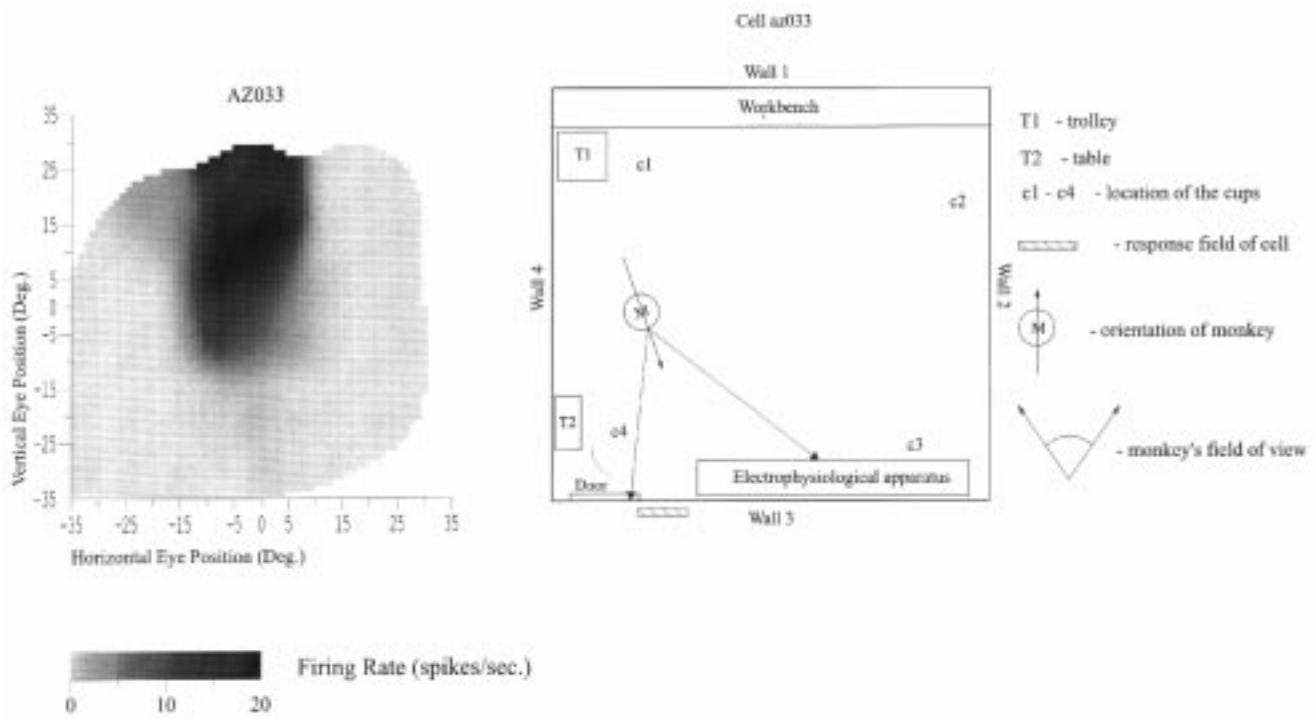 Cell az033
AZ033
35
25
15
5
0
-5
-15
-25
-35
Vertical Eye Position (Deg.)
-35 -25 -15 -5 0 5 15 25 35
Horizontal Eye Position (Deg.)
0 10 20
Firing Rate (spikes/sec.)
Wall 1
Workbench
T1
c1
c2
Wall 4
Wall 2
M
T2
c4
c3
Door
Electrophysiological apparatus
Wall 3
T1 - trolley
T2 - table
c1 - c4 - location of the cups
- response field of cell
M
- orientation of monkey
- monkey's field of view